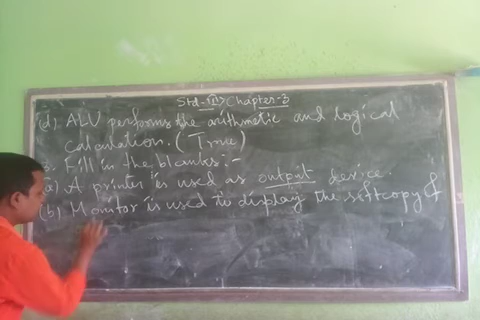 Std-III > Chapter-3
(d). ALU performs the arithmetic and logical
calculation. (True)
Fill in the blanks:-
(a). A printer is used as output device.
(b) Monitor is used to display the softcopy of